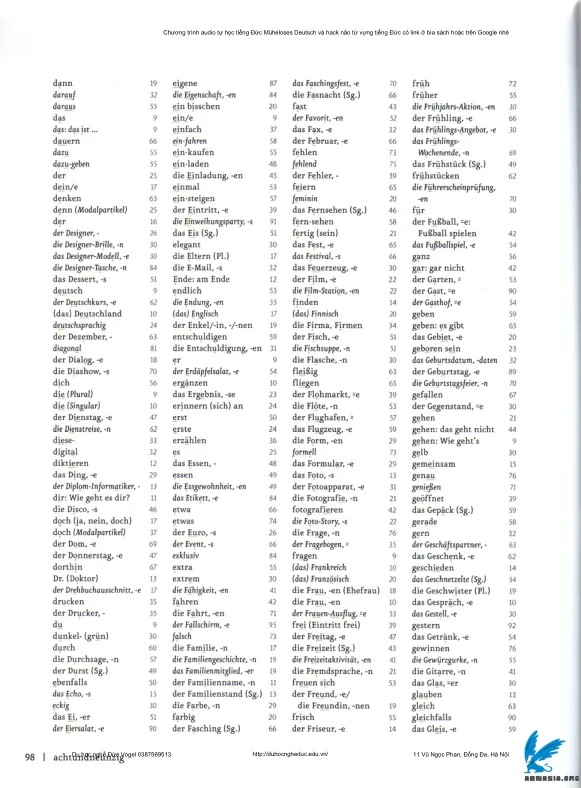 Chương trình audio tự học tiếng Đức Müheloses Deutsch và hack não từ vựng tiếng Đức có link ở bìa sách hoặc trên Google nhé
dann 19
darauf 32
daraus 55
das 9
das: das ist ... 9
dauern 66
dazu 55
dazu-geben 55
der 25
dein/e 17
denken 63
denn (Modalpartikel) 25
der 16
der Designer, - 26
die Designer-Brille, -n 30
das Designer-Modell, -e 30
die Designer-Tasche, -n 84
das Dessert, -s 51
deutsch 9
der Deutschkurs, -e 62
(das) Deutschland 10
deutschsprachig 24
der Dezember, - 63
diagonal 81
der Dialog, -e 18
die Diashow, -s 70
dich 56
die (Plural) 9
die (Singular) 10
der Dienstag, -e 47
die Dienstreise, -n 62
diese- 33
digital 32
diktieren 12
das Ding, -e 29
der Diplom-Informatiker, - 13
dir: Wie geht es dir? 11
die Disco, -s 46
doch (ja, nein, doch) 17
doch (Modalpartikel) 37
der Dom, -e 69
der Donnerstag, -e 47
dorthin 67
Dr. (Doktor) 13
der Drehbuchausschnitt, -e 17
drucken 35
der Drucker, - 35
du 9
dunkel- (grün) 30
durch 60
die Durchsage, -n 57
der Durst (Sg.) 49
ebenfalls 50
das Echo, -s 15
eckig 30
das Ei, -er 51
der Eiersalat, -e 90
eigene 87
die Eigenschaft, -en 84
ein bisschen 20
ein/e 9
einfach 37
ein-fahren 58
ein-kaufen 55
ein-laden 48
die Einladung, -en 45
einmal 53
ein-steigen 57
der Eintritt, -e 39
die Einweihungsparty, -s 91
das Eis (Sg.) 51
elegant 30
die Eltern (Pl.) 17
die E-Mail, -s 32
Ende: am Ende 12
endlich 53
die Endung, -en 35
(das) Englisch 17
der Enkel/-in, -/-nen 19
entschuldigen 59
die Entschuldigung, -en 31
er 9
der Erdäpfelsalat, -e 54
ergänzen 10
das Ergebnis, -se 23
erinnern (sich) an 24
erst 50
erste 24
erzählen 36
es 25
das Essen, - 48
essen 49
die Essgewohnheit, -en 49
das Etikett, -e 84
etwa 66
etwas 74
der Euro, -s 26
der Event, -s 66
exklusiv 84
extra 55
extrem 30
die Fähigkeit, -en 41
fahren 42
die Fahrt, -en 71
der Fallschirm, -e 95
falsch 73
die Familie, -n 17
die Familiengeschichte, -n 19
das Familienmitglied, -er 19
der Familienname, -n 11
der Familienstand (Sg.) 13
die Farbe, -n 29
farbig 20
der Fasching (Sg.) 66
das Faschingsfest, -e 70
die Fasnacht (Sg.) 66
fast 43
der Favorit, -en 52
das Fax, -e 32
der Februar, -e 66
fehlen 73
fehlend 75
der Fehler, - 39
feiern 65
feminin 20
das Fernsehen (Sg.) 46
fern-sehen 58
fertig (sein) 21
das Fest, -e 65
das Festival, -s 66
das Feuerzeug, -e 30
der Film, -e 22
die Film-Station, -en 22
finden 14
(das) Finnisch 20
die Firma, Firmen 34
der Fisch, -e 51
die Fischsuppe, -n 51
die Flasche, -n 30
fleißig 63
fliegen 65
der Flohmarkt, =e 39
die Flöte, -n 53
der Flughafen, = 57
das Flugzeug, -e 59
die Form, -en 29
formell 73
das Formular, -e 29
das Foto, -s 13
der Fotoapparat, -e 31
die Fotografie, -n 21
fotografieren 42
die Foto-Story, -s 22
die Frage, -n 76
der Fragebogen, = 35
fragen 9
(das) Frankreich 10
(das) Französisch 20
die Frau, -en (Ehefrau) 18
die Frau, -en 10
der Frauen-Ausflug, =e 53
frei (Eintritt frei) 39
der Freitag, -e 47
die Freizeit (Sg.) 43
die Freizeitaktivität, -en 41
die Fremdsprache, -n 21
freuen sich 53
der Freund, -e/
die Freundin, -nen 19
frisch 55
der Friseur, -e 14
früh 72
früher 55
die Frühjahrs-Aktion, -en 30
der Frühling, -e 66
das Frühlings-Angebot, -e 30
das Frühlings-
Wochenende, -n 69
das Frühstück (Sg.) 49
frühstücken 62
die Führerscheinprüfung,
-en 70
für 30
der Fußball, =e:
Fußball spielen 42
das Fußballspiel, -e 54
ganz 56
gar: gar nicht 42
der Garten, = 53
der Gast, =e 90
der Gasthof, =e 54
geben 59
geben: es gibt 65
das Gebiet, -e 20
geboren sein 23
das Geburtsdatum, -daten 32
der Geburtstag, -e 89
die Geburtstagsfeier, -n 70
gefallen 67
der Gegenstand, =e 30
gehen 21
gehen: das geht nicht 44
gehen: Wie geht's 9
gelb 30
gemeinsam 15
genau 76
genießen 71
geöffnet 39
das Gepäck (Sg.) 59
gerade 58
gern 32
der Geschäftspartner, - 63
das Geschenk, -e 62
geschieden 14
das Geschnetzelte (Sg.) 54
die Geschwister (Pl.) 19
das Gespräch, -e 10
das Gestell, -e 30
gestern 92
das Getränk, -e 54
gewinnen 76
die Gewürzgurke, -n 55
die Gitarre, -n 41
das Glas, =er 30
glauben 13
gleich 63
gleichfalls 90
das Gleis, -e 59
98 | achtundneunzig
Du học nghề Đức Vogel 0387569513
http://duhocngheduc.edu.vn/
11 Vũ Ngọc Phan, Đống Đa, Hà Nội